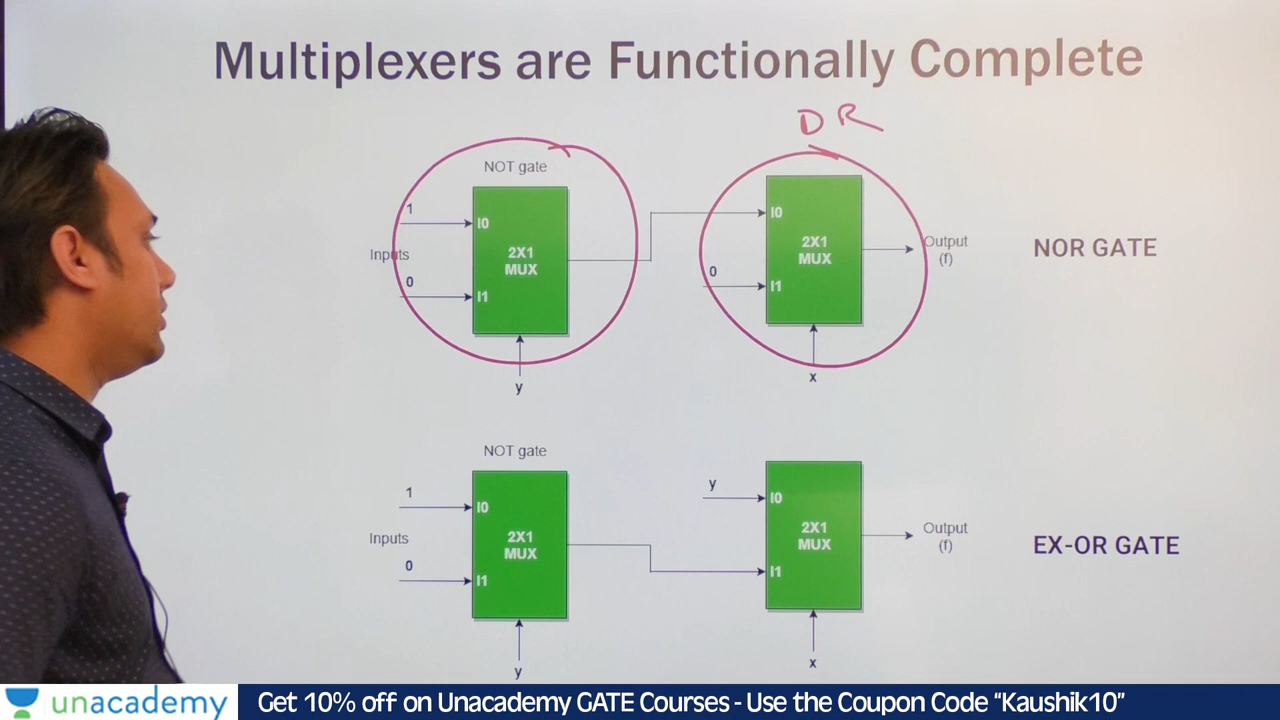 Multiplexers are Functionally Complete
OR
NOT gate
1
I0
I0
Inputs
2X1
MUX
2X1
MUX
Output
(f)
NOR GATE
0
I1
0
I1
y
x
NOT gate
1
I0
y
I0
Inputs
2X1
MUX
2X1
MUX
Output
(f)
EX-OR GATE
0
I1
I1
y
x
unacademy
Get 10% off on Unacademy GATE Courses - Use the Coupon Code “Kaushik10”